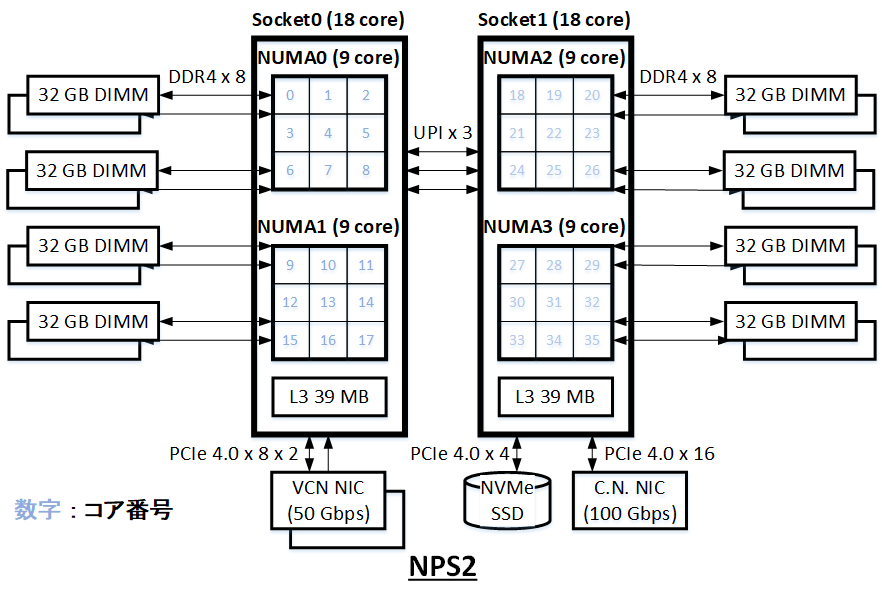 Socket0 (18 core)
Socket1 (18 core)
NUMA0 (9 core)
NUMA2 (9 core)
DDR4 x 8
DDR4 x 8
32 GB DIMM
0 1 2
18 19 20
32 GB DIMM
UPI x 3
3 4 5
21 22 23
32 GB DIMM
6 7 8
24 25 26
32 GB DIMM
NUMA1 (9 core)
NUMA3 (9 core)
32 GB DIMM
9 10 11
27 28 29
32 GB DIMM
12 13 14
30 31 32
32 GB DIMM
15 16 17
33 34 35
32 GB DIMM
L3 39 MB
L3 39 MB
PCIe 4.0 x 8 x 2
PCIe 4.0 x 4
PCIe 4.0 x 16
VCN NIC
(50 Gbps)
NVMe
SSD
C.N. NIC
(100 Gbps)
数字 : コア番号
NPS2